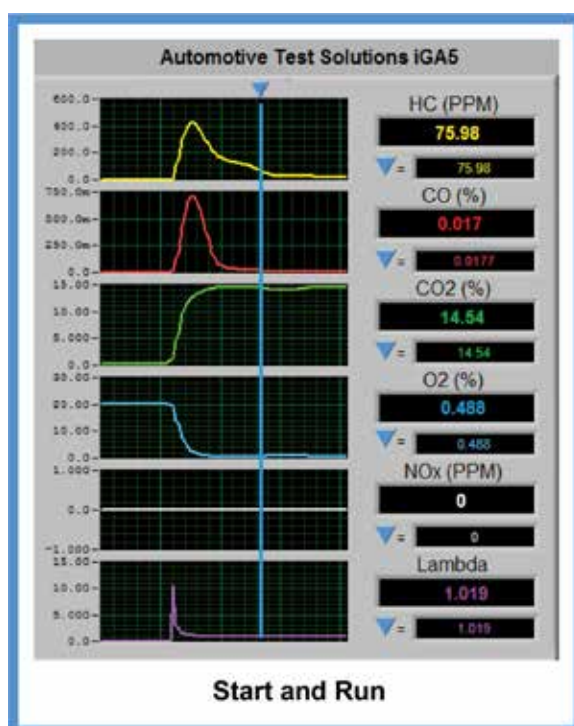 Automotive Test Solutions iGA5
HC (PPM)
600.0
400.0
200.0
0.0
75.98
= 75.98
CO (%)
750.0m
500.0m
250.0m
0.0
0.017
= 0.0177
CO2 (%)
15.00
10.00
5.000
0.0
14.54
= 14.54
O2 (%)
30.00
20.00
10.00
0.0
0.488
= 0.488
NOx (PPM)
1.000
0.0
-1.000
0
= 0
Lambda
15.00
10.00
5.000
0.0
1.019
= 1.019
Start and Run